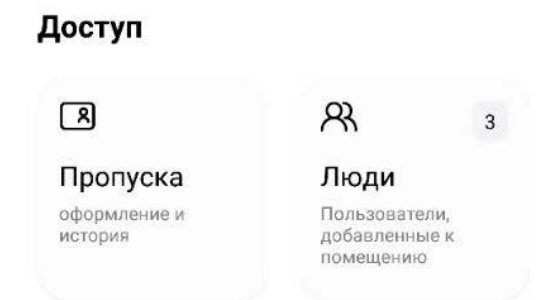 Доступ
Пропуска
оформление и
история
3
Люди
Пользователи,
добавленные к
помещению